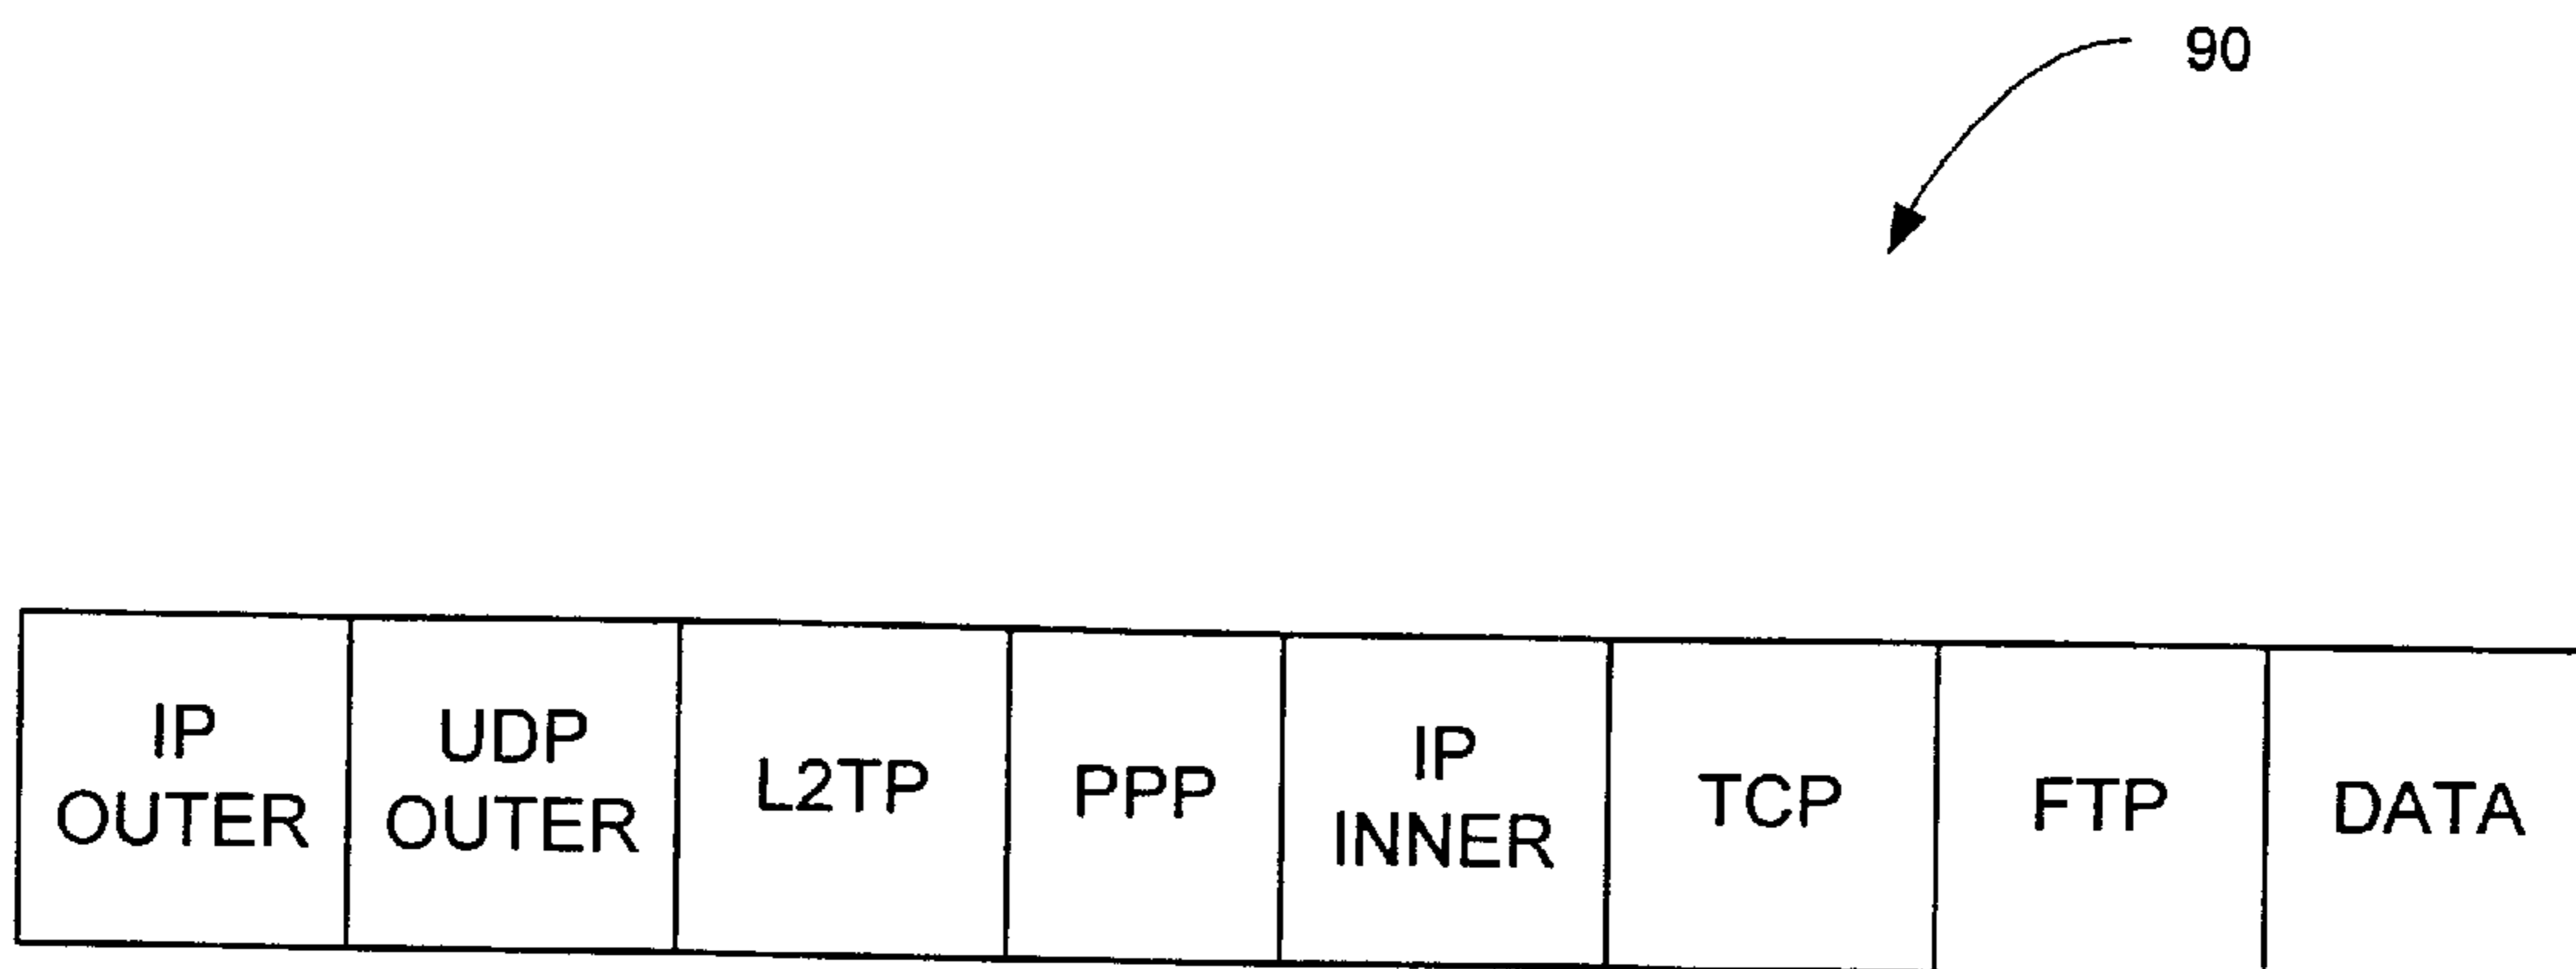 90
IP
OUTER
UDP
OUTER
L2TP
PPP
IP
INNER
TCP
FTP
DATA